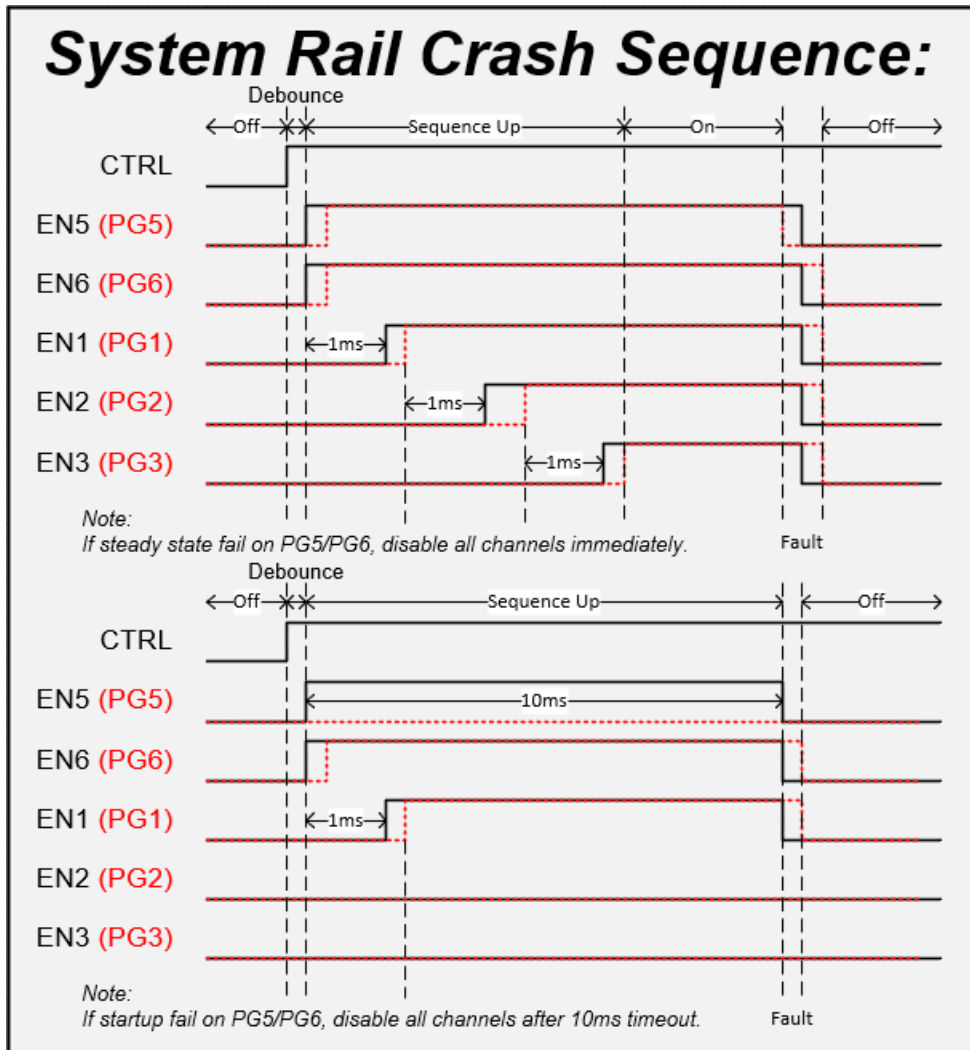 System Rail Crash Sequence:
Debounce
Off Sequence Up On Off
CTRL
EN5 (PG5)
EN6 (PG6)
EN1 (PG1)
1ms
EN2 (PG2)
1ms
EN3 (PG3)
1ms
Note:
If steady state fail on PG5/PG6, disable all channels immediately.
Fault
Debounce
Off Sequence Up Off
CTRL
EN5 (PG5)
10ms
EN6 (PG6)
EN1 (PG1)
1ms
EN2 (PG2)
EN3 (PG3)
Note:
If startup fail on PG5/PG6, disable all channels after 10ms timeout.
Fault